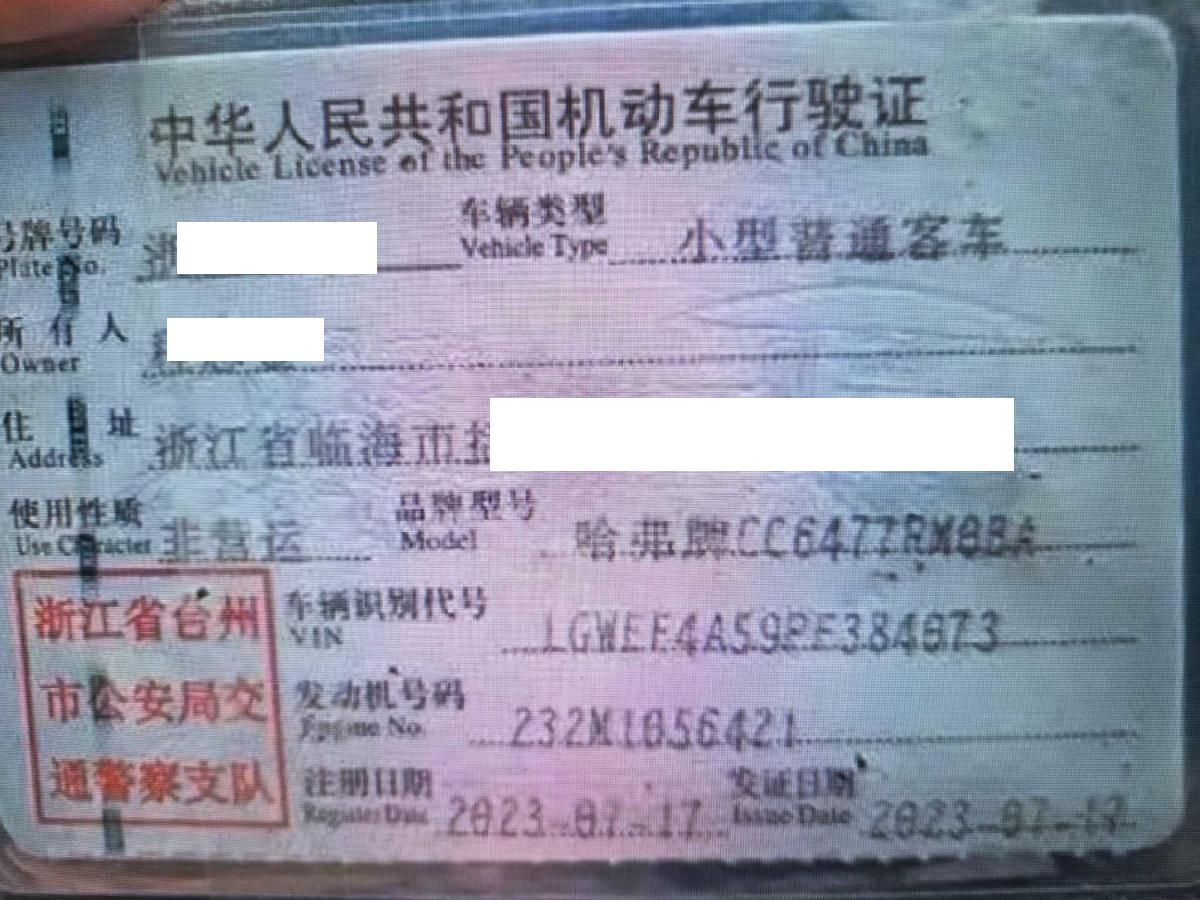 中华人民共和国机动车行驶证
Vehicle License of the People's Republic of China
号牌号码 浙 车辆类型 小型普通客车
Plate No. Vehicle Type
所有人
Owner
住址 浙江省临海市
Address
使用性质 非营运 品牌型号 哈弗牌CC6477RM0BA
Use Character Model
浙江省台州
市公安局交
通警察支队
车辆识别代号 LGWEF4A59PF384073
VIN
发动机号码 232M1056421
Engine No.
注册日期 2023-07-17 发证日期 2023-07-17
Register Date Issue Date